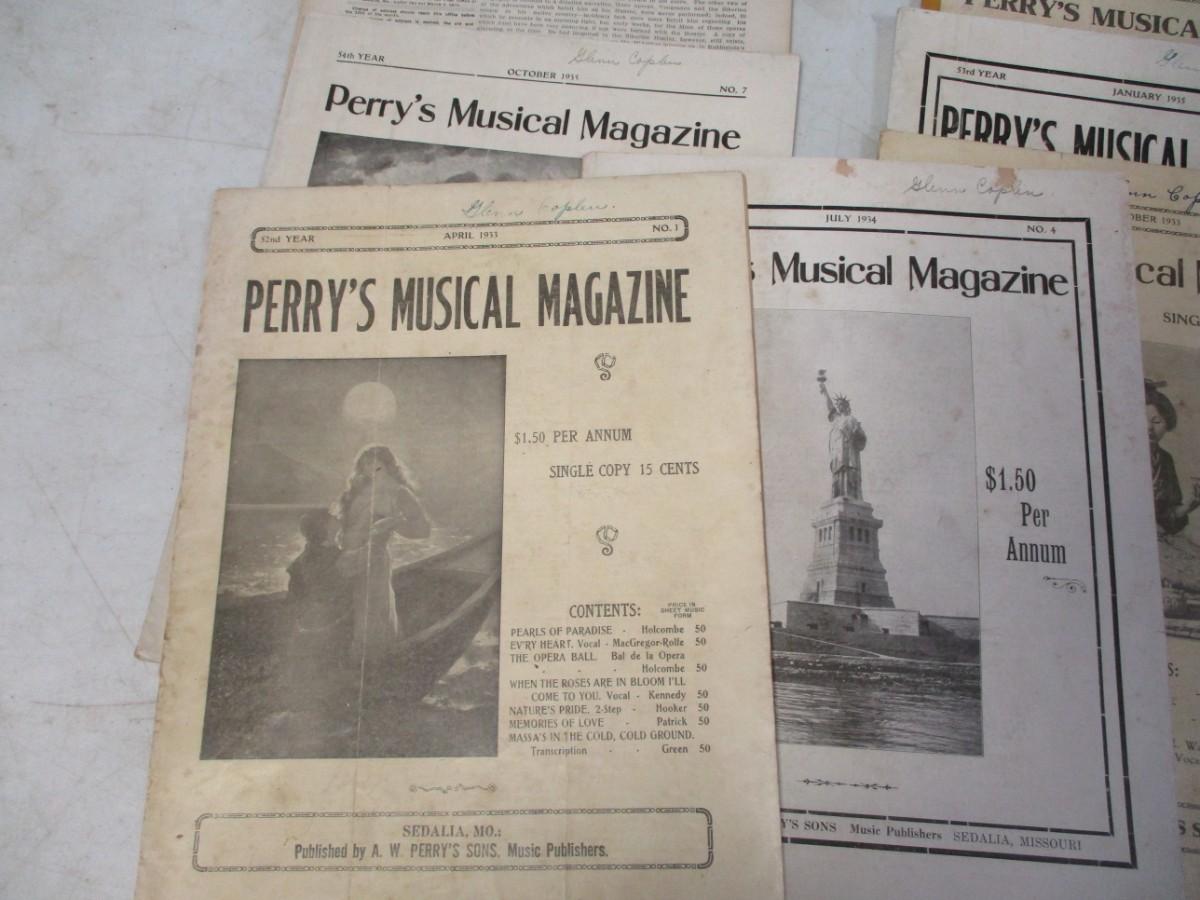 Glenn Coplen
54th YEAR
OCTOBER 1935
NO. 7
Perry's Musical Magazine
PERRY'S MUSICA
53rd YEAR
JANUARY 1935
PERRY'S MUSICAL
Glenn Coplen.
52nd YEAR
APRIL 1933
NO. 1
PERRY'S MUSICAL MAGAZINE
$1.50 PER ANNUM
SINGLE COPY 15 CENTS
CONTENTS:
PRICE IN
SHEET MUSIC
FORM
PEARLS OF PARADISE - Holcombe 50
EV'RY HEART. Vocal - MacGregor-Rolfe 50
THE OPERA BALL. Bal de la Opera
- - - Holcombe 50
WHEN THE ROSES ARE IN BLOOM I'LL
COME TO YOU. Vocal - Kennedy 50
NATURE'S PRIDE. 2-Step - Hooker 50
MEMORIES OF LOVE - Patrick 50
MASSA'S IN THE COLD, COLD GROUND.
Transcription - - Green 50
SEDALIA, MO.:
Published by A. W. PERRY'S SONS. Music Publishers.
Glenn Coplen.
JULY 1934
NO. 4
s Musical Magazine
$1.50
Per
Annum
Y'S SONS Music Publishers SEDALIA, MISSOURI
OBER 1933
cal
SING